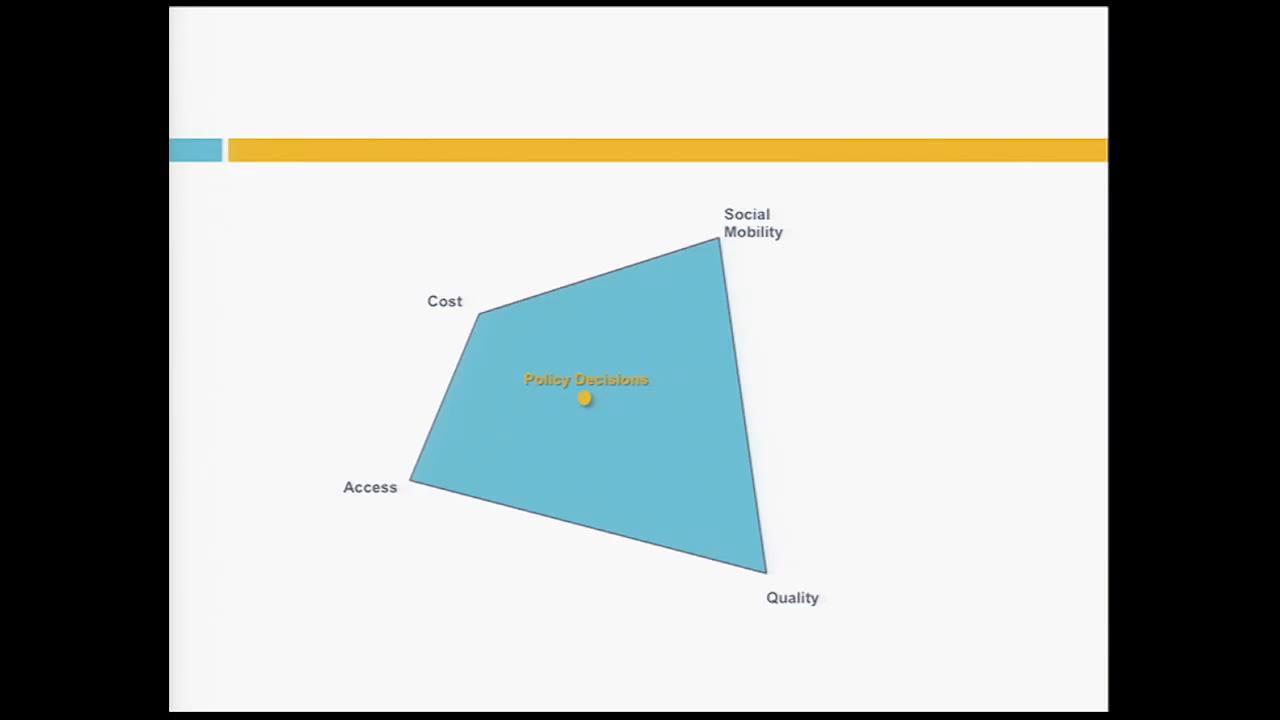 Social
Mobility
Cost
Policy Decisions
Access
Quality